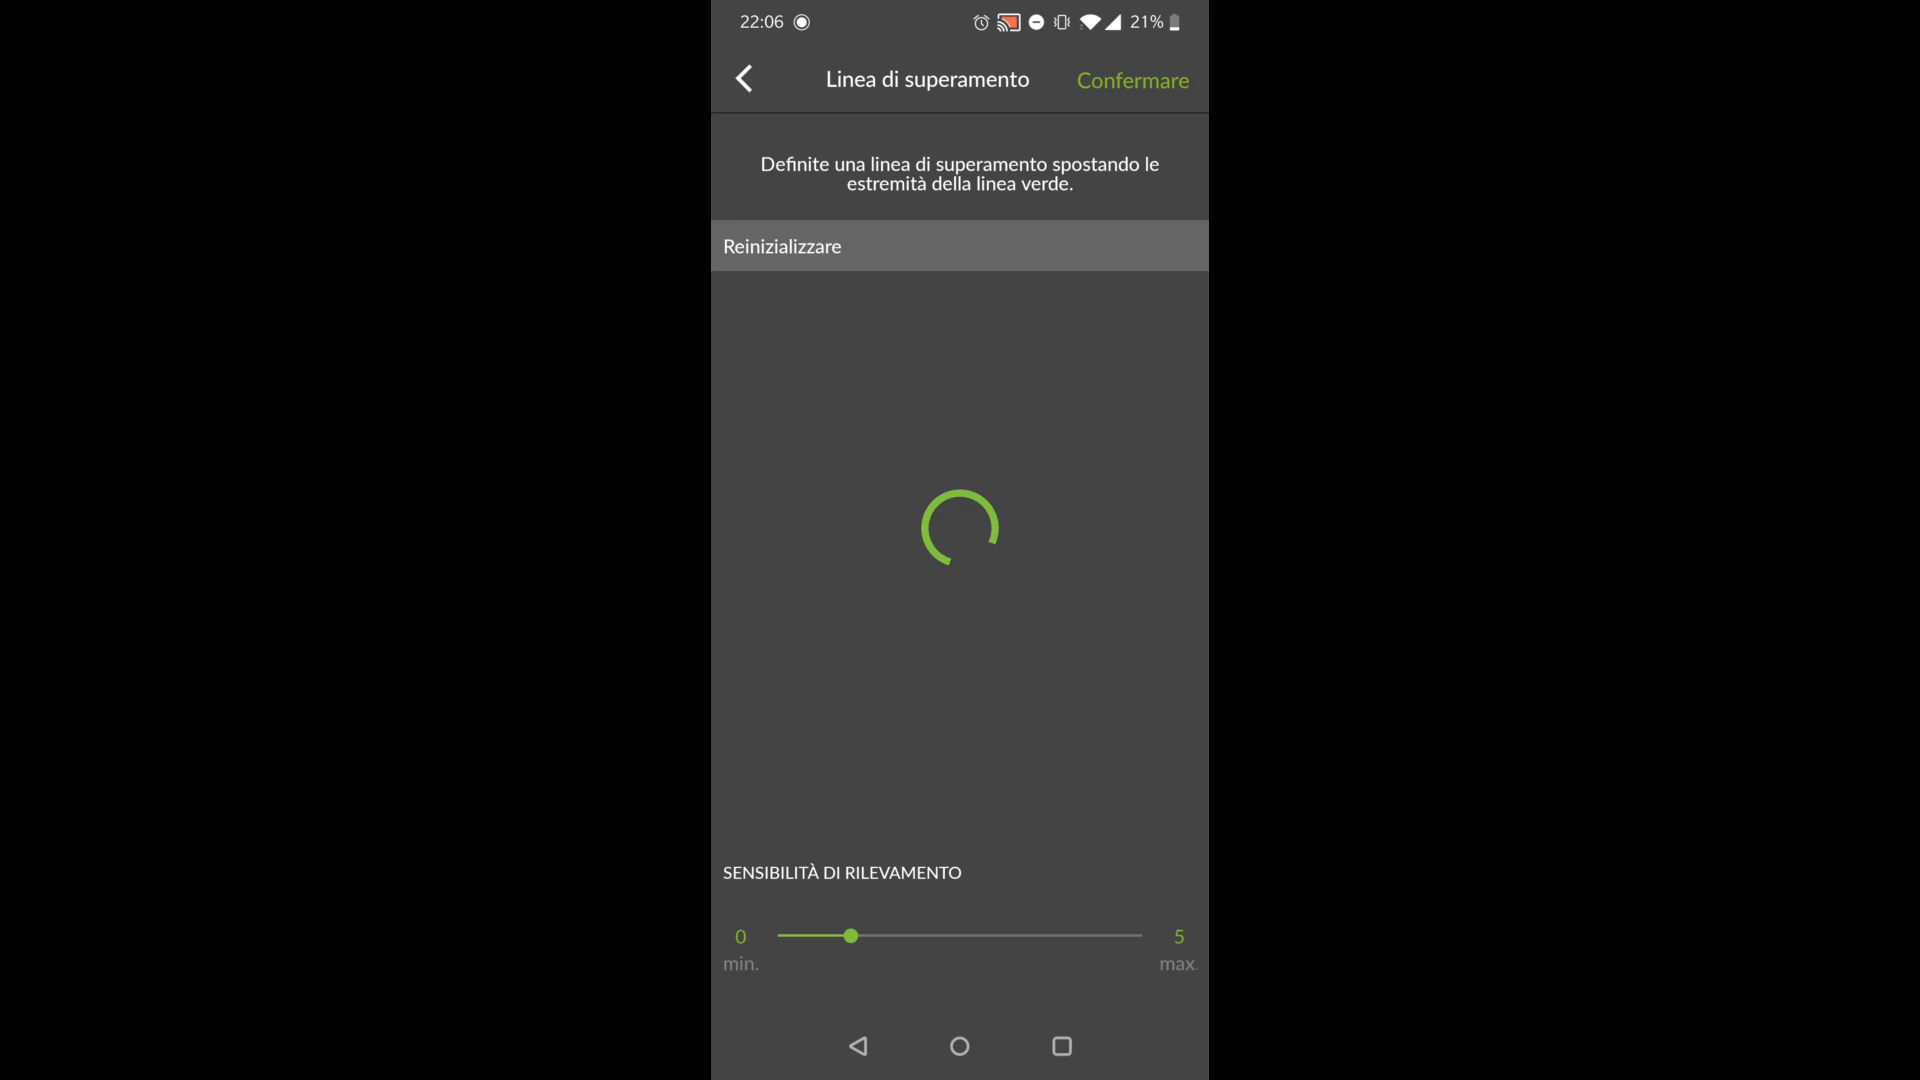 22:06
21%
Linea di superamento
Confermare
Definite una linea di superamento spostando le
estremità della linea verde.
Reinizializzare
SENSIBILITÀ DI RILEVAMENTO
0
5
min.
max.